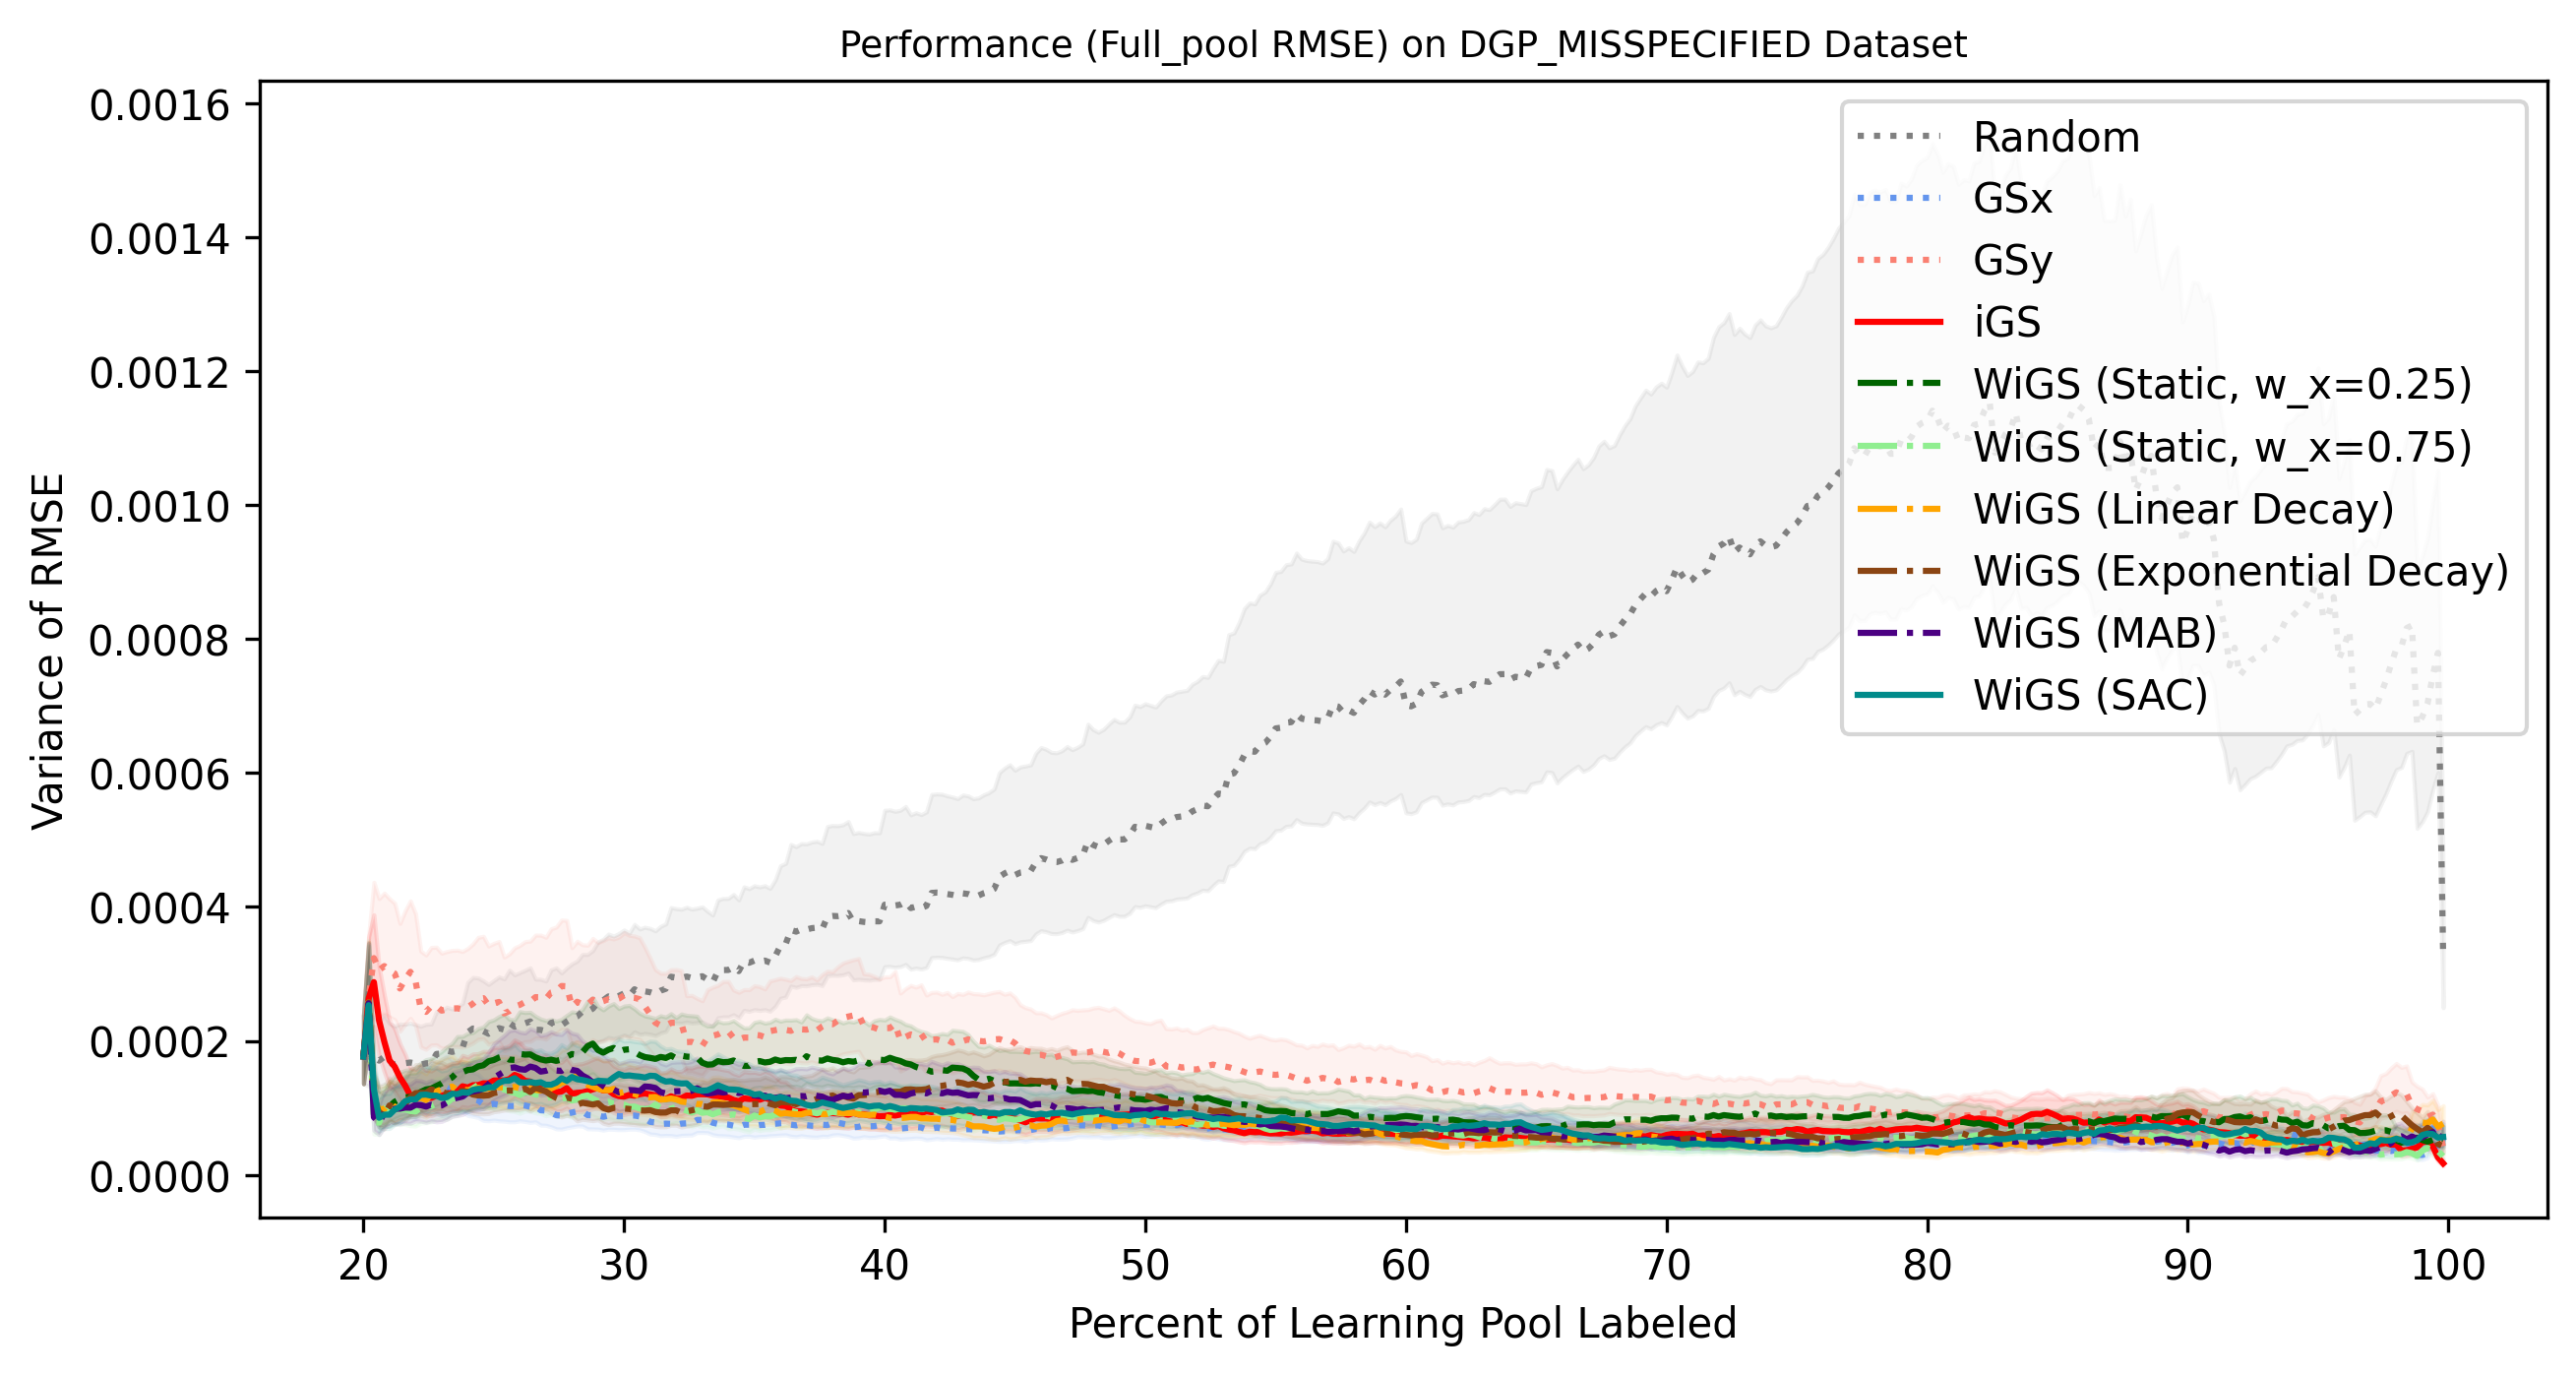 Performance (Full_pool RMSE) on DGP_MISSPECIFIED Dataset
0.0016
0.0014
0.0012
0.0010
0.0008
0.0006
0.0004
0.0002
0.0000
Variance of RMSE
Random
GSx
GSy
iGS
WiGS (Static, w_x=0.25)
WiGS (Static, w_x=0.75)
WiGS (Linear Decay)
WiGS (Exponential Decay)
WiGS (MAB)
WiGS (SAC)
20 30 40 50 60 70 80 90 100
Percent of Learning Pool Labeled